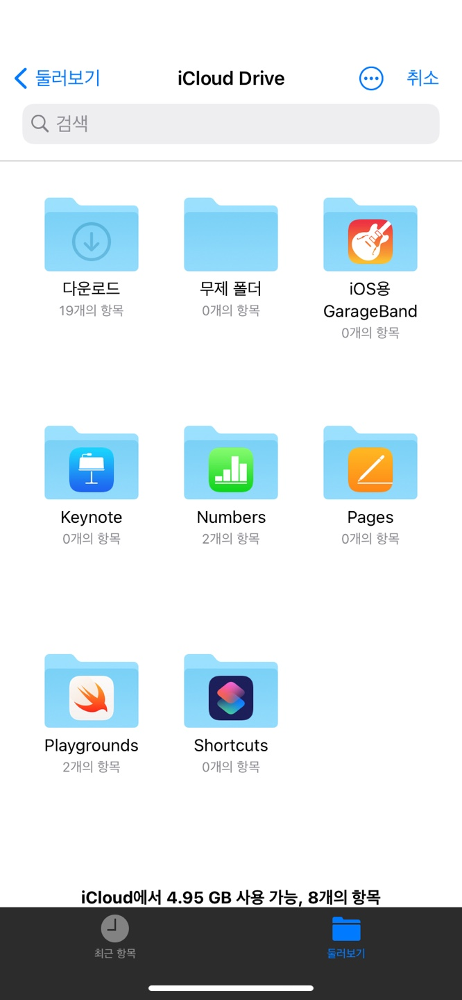 둘러보기
iCloud Drive
취소
검색
다운로드
19개의 항목
무제 폴더
0개의 항목
iOS용
GarageBand
0개의 항목
Keynote
0개의 항목
Numbers
2개의 항목
Pages
0개의 항목
Playgrounds
2개의 항목
Shortcuts
0개의 항목
iCloud에서 4.95 GB 사용 가능, 8개의 항목
최근 항목
둘러보기